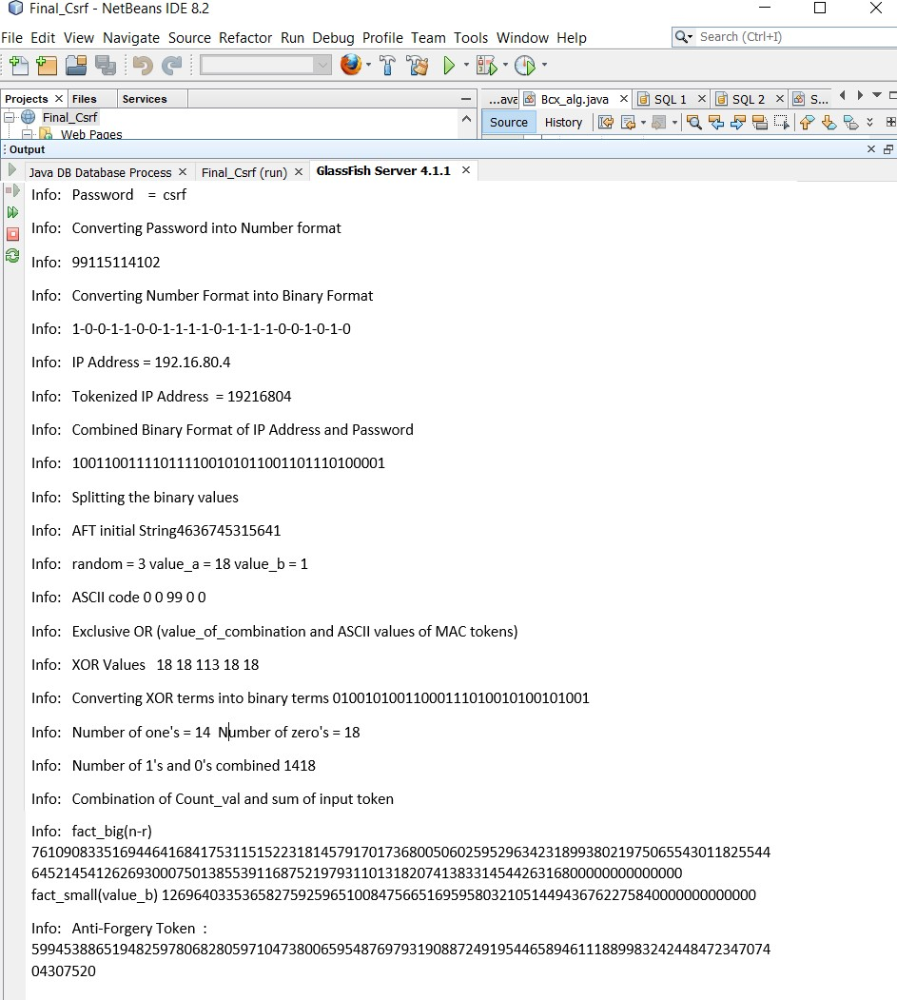 Final_Csrf - NetBeans IDE 8.2
File Edit View Navigate Source Refactor Run Debug Profile Team Tools Window Help
Search (Ctrl+I)
Projects Files Services
...ava Bcx_alg.java SQL 1 SQL 2 S...
Final_Csrf
Source History
Web Pages
Output
Java DB Database Process Final_Csrf (run) GlassFish Server 4.1.1
Info: Password = csrf
Info: Converting Password into Number format
Info: 99115114102
Info: Converting Number Format into Binary Format
Info: 1-0-0-1-1-0-0-1-1-1-1-0-1-1-1-1-0-0-1-0-1-0
Info: IP Address = 192.16.80.4
Info: Tokenized IP Address = 19216804
Info: Combined Binary Format of IP Address and Password
Info: 100110011110111100101011001101110100001
Info: Splitting the binary values
Info: AFT initial String4636745315641
Info: random = 3 value_a = 18 value_b = 1
Info: ASCII code 0 0 99 0 0
Info: Exclusive OR (value_of_combination and ASCII values of MAC tokens)
Info: XOR Values 18 18 113 18 18
Info: Converting XOR terms into binary terms 01001010011000111010010100101001
Info: Number of one's = 14 Number of zero's = 18
Info: Number of 1's and 0's combined 1418
Info: Combination of Count_val and sum of input token
Info: fact_big(n-r)
76109083351694464168417531151522318145791701736800506025952963423189938021975065543011825544
645214541262693000750138553911687521979311013182074138331454426316800000000000000
fact_small(value_b) 12696403353658275925965100847566516959580321051449436762275840000000000000
Info: Anti-Forgery Token :
599453886519482597806828059710473800659548769793190887249195446589461118899832424484723470​74
04307520